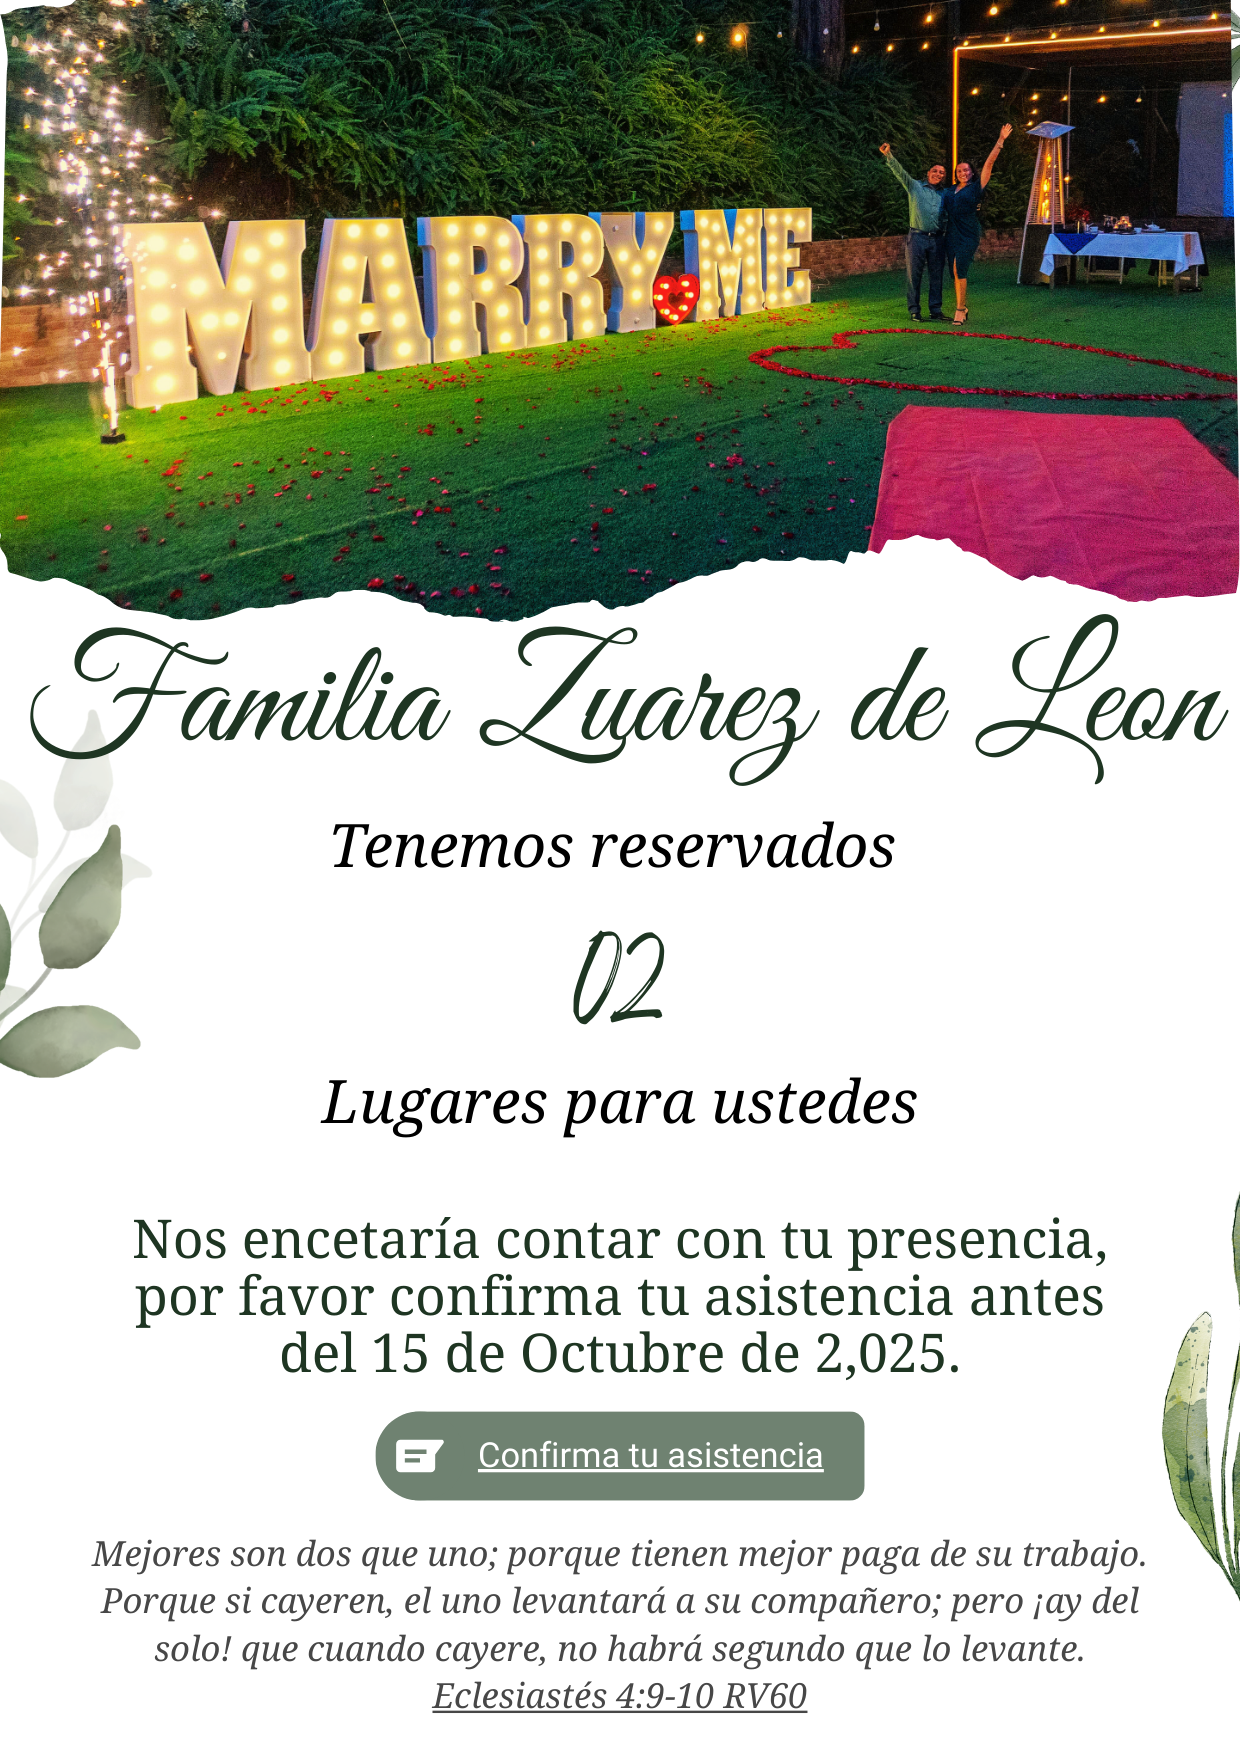 MARRY ME
Familia Zuarez de Leon
Tenemos reservados
02
Lugares para ustedes
Nos encetaría contar con tu presencia,
por favor confirma tu asistencia antes
del 15 de Octubre de 2,025.
Confirma tu asistencia
Mejores son dos que uno; porque tienen mejor paga de su trabajo.
Porque si cayeren, el uno levantará a su compañero; pero ¡ay del
solo! que cuando cayere, no habrá segundo que lo levante.
Eclesiastés 4:9-10 RV60